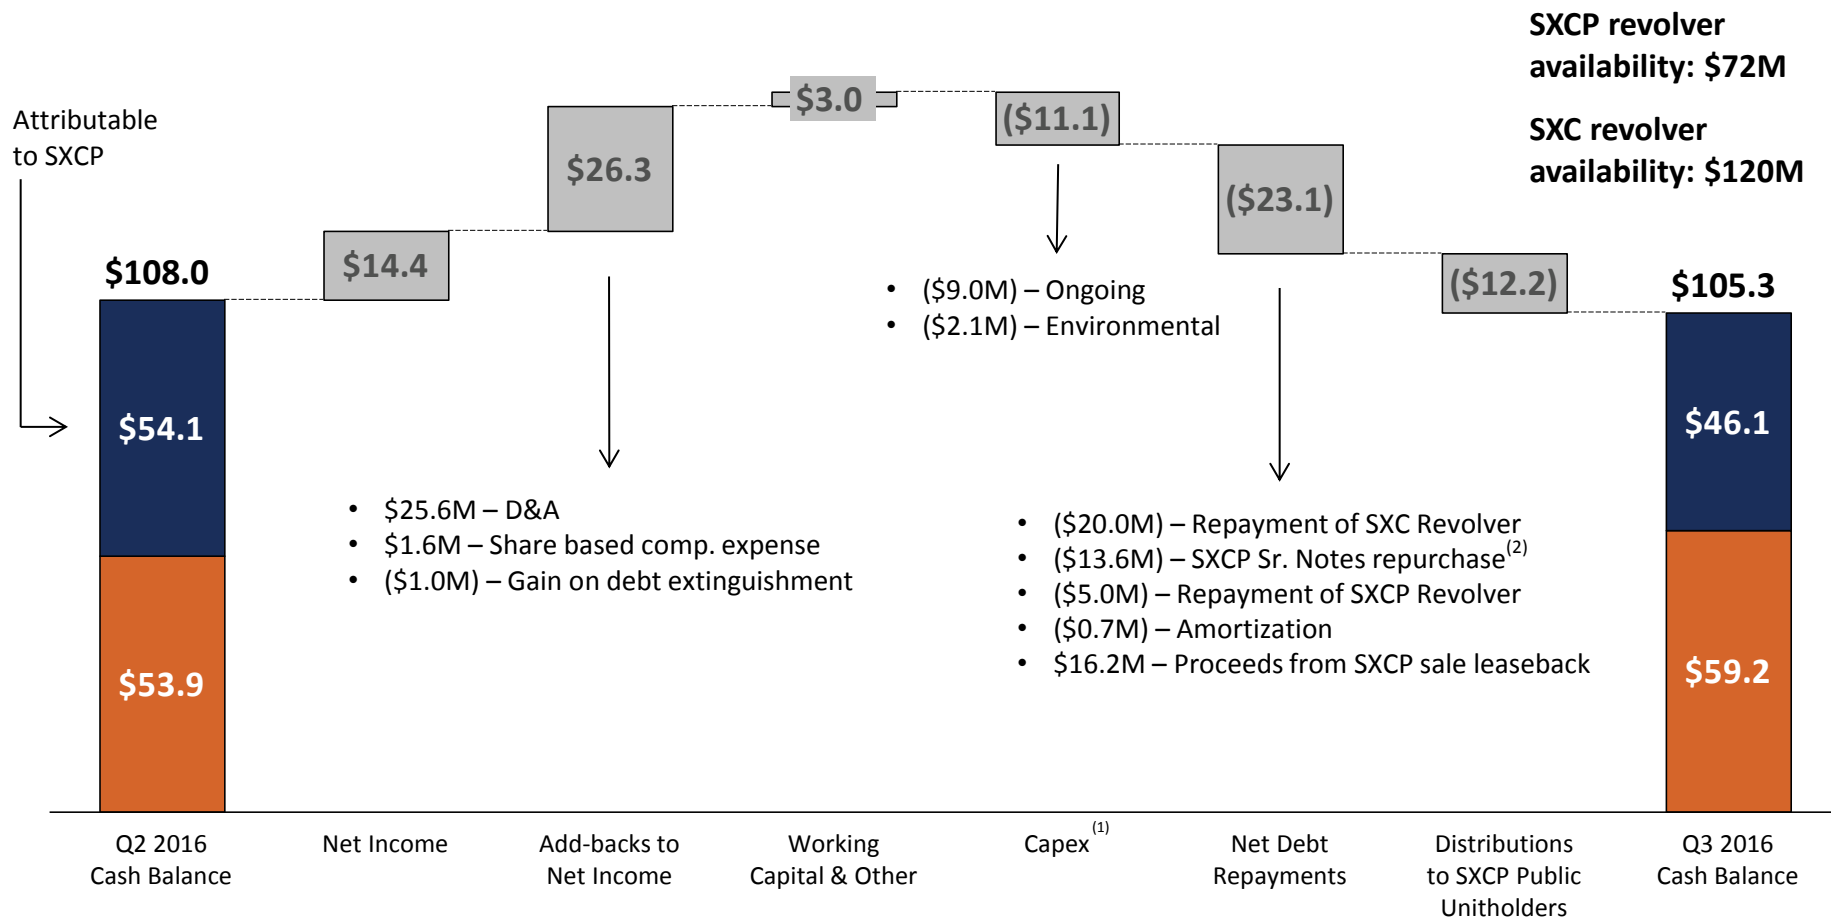 SXCP revolver
availability: $72M
SXC revolver
availability: $120M
Attributable
to SXCP
$108.0
$54.1
$53.9
$14.4
$26.3
$3.0
($11.1)
($23.1)
($12.2)
$105.3
$46.1
$59.2
• ($9.0M) – Ongoing
• ($2.1M) – Environmental
• $25.6M – D&A
• $1.6M – Share based comp. expense
• ($1.0M) – Gain on debt extinguishment
• ($20.0M) – Repayment of SXC Revolver
• ($13.6M) – SXCP Sr. Notes repurchase(2)
• ($5.0M) – Repayment of SXCP Revolver
• ($0.7M) – Amortization
• $16.2M – Proceeds from SXCP sale leaseback
Q2 2016
Cash Balance
Net Income
Add-backs to
Net Income
Working
Capital & Other
Capex(1)
Net Debt
Repayments
Distributions
to SXCP Public
Unitholders
Q3 2016
Cash Balance